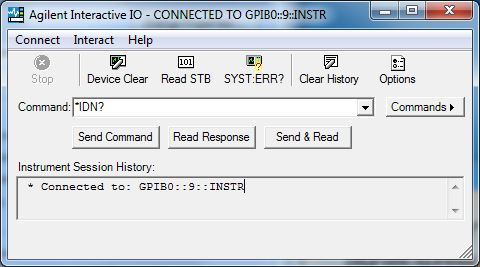 Agilent Interactive IO - CONNECTED TO GPIB0::9::INSTR
Connect Interact Help
Stop Device Clear Read STB SYST:ERR? Clear History Options
Command: *IDN? Commands
Send Command Read Response Send & Read
Instrument Session History:
* Connected to: GPIB0::9::INSTR